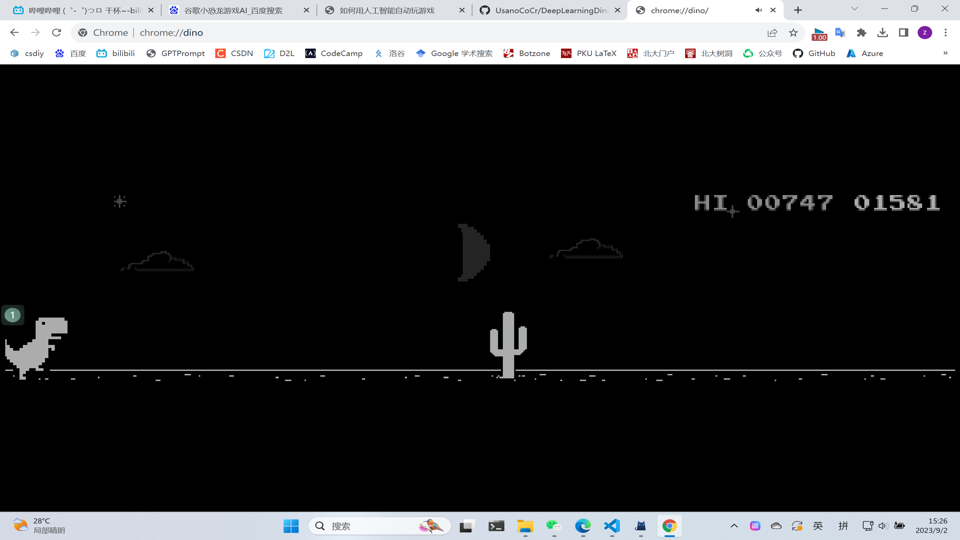 哔哩哔哩 (゜-゜)つロ 干杯~-bili
谷歌小恐龙游戏AI_百度搜索
如何用人工智能自动玩游戏
UsanoCoCr/DeepLearningDino
chrome://dino/
Chrome | chrome://dino
1.00
z
csdiy
百度
bilibili
GPTPrompt
CSDN
D2L
CodeCamp
洛谷
Google 学术搜索
Botzone
PKU LaTeX
北大门户
北大树洞
公众号
GitHub
Azure
»
HI 00747 01581
1
28°C
局部晴朗
搜索
英
拼
15:26
2023/9/2